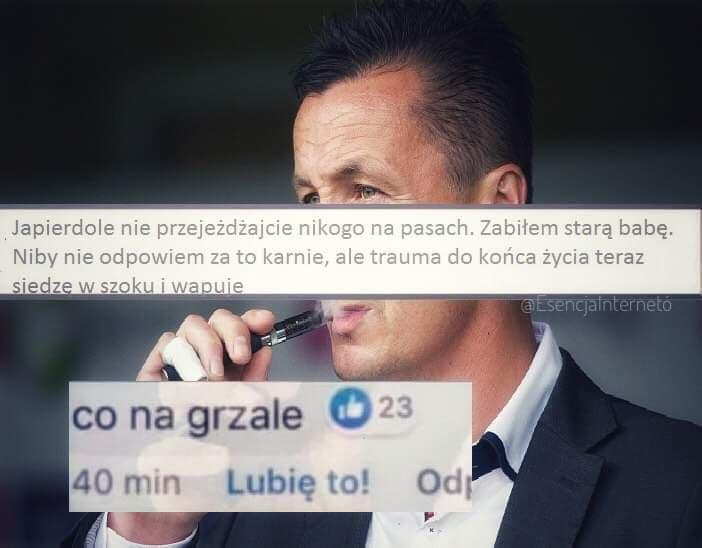 Japierdole nie przejeżdżajcie nikogo na pasach. Zabiłem starą babę.
Niby nie odpowiem za to karnie, ale trauma do końca życia teraz
siedzę w szoku i wapuje
@EsencjaInternetó
co na grzale 23
40 min Lubię to! Odp